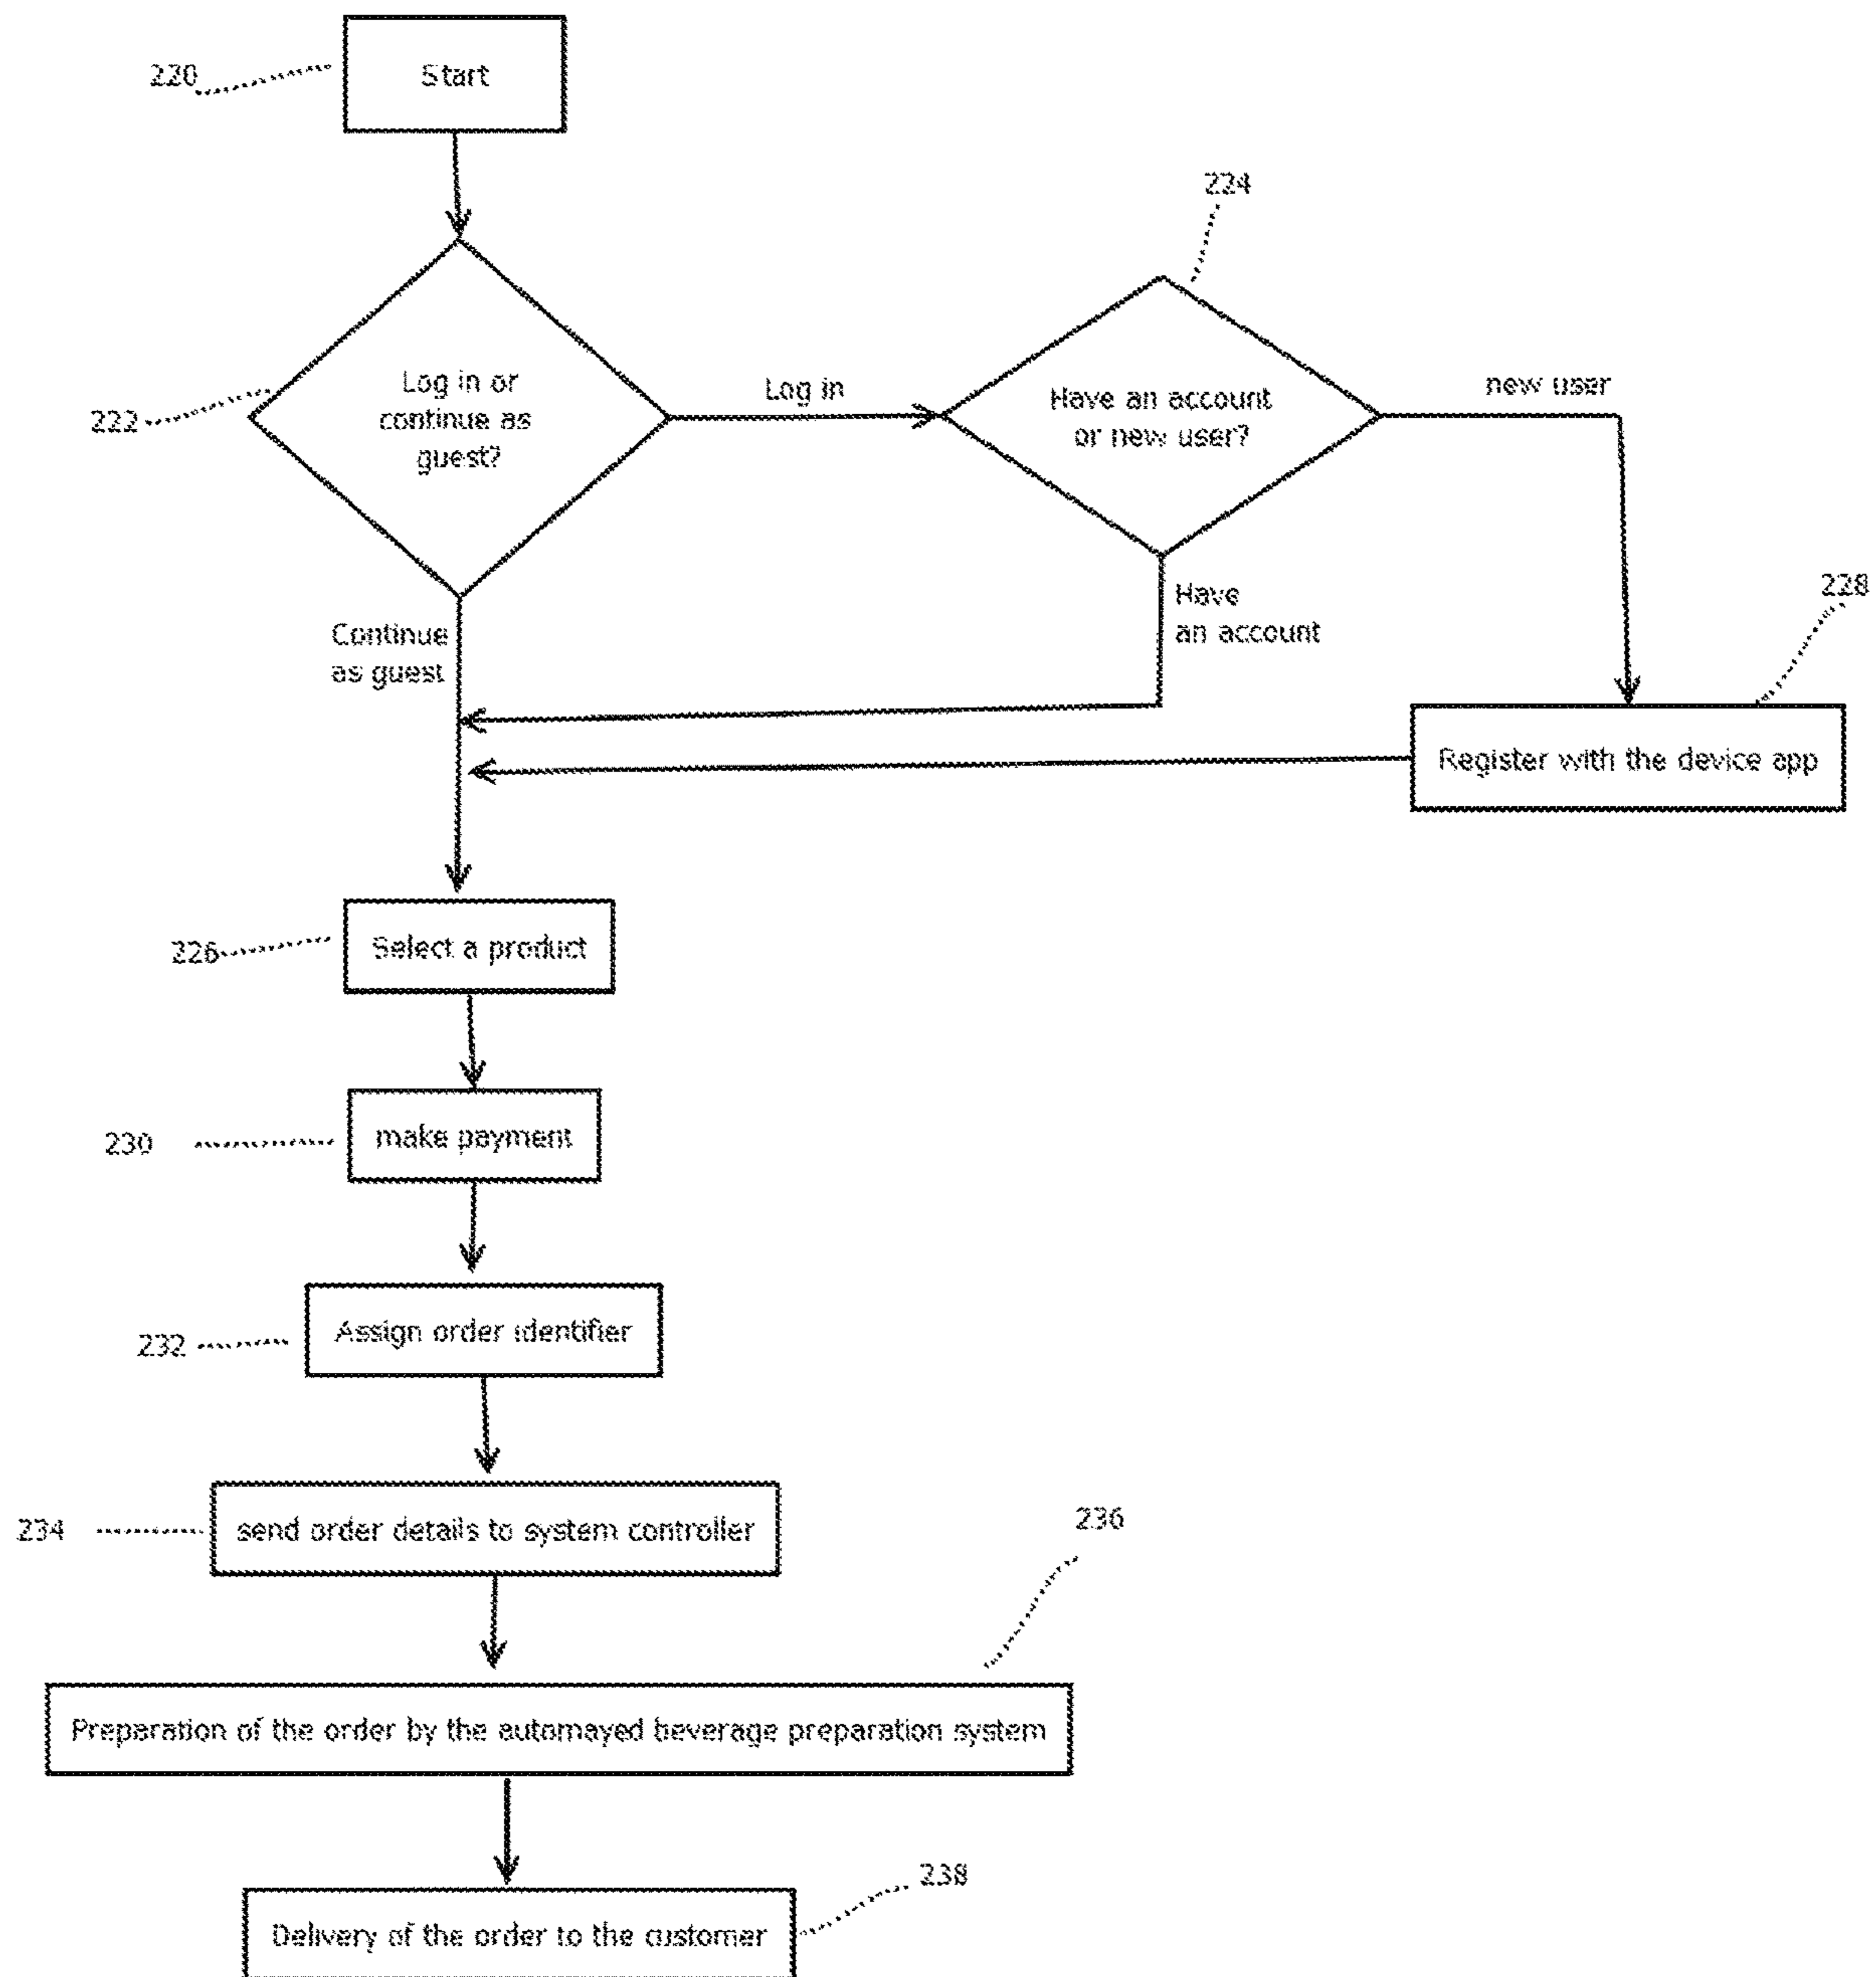 220
Start
224
222
Log in or
continue as
guest?
Log in
Have an account
or new user?
new user
Continue
as guest
Have
an account
228
Register with the device app
226
Select a product
230
make payment
232
Assign order identifier
234
send order details to system controller
236
Preparation of the order by the automayed beverage preparation system
238
Delivery of the order to the customer